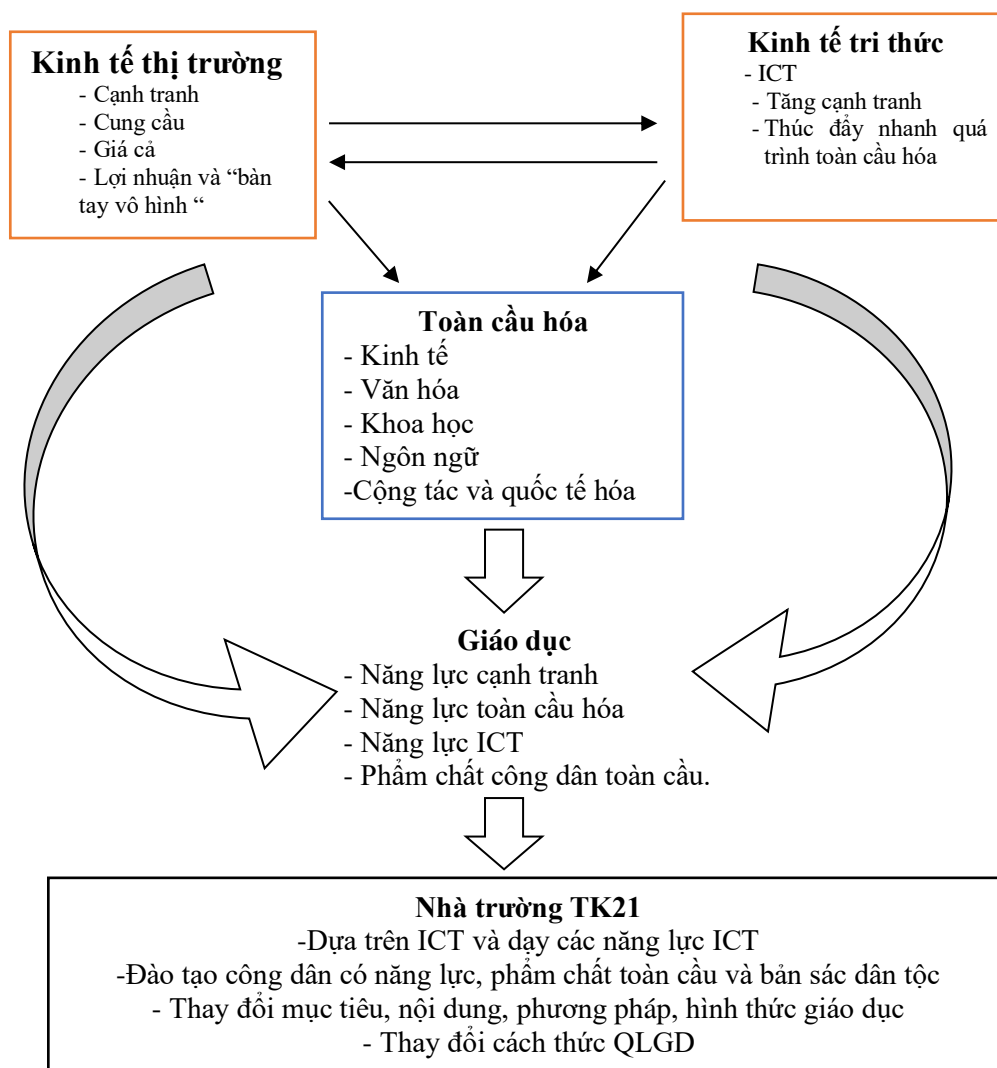 Kinh tế thị trường
- Cạnh tranh
- Cung cầu
- Giá cả
- Lợi nhuận và “bàn
tay vô hình “
Kinh tế tri thức
- ICT
- Tăng cạnh tranh
- Thúc đẩy nhanh quá
trình toàn cầu hóa
Toàn cầu hóa
- Kinh tế
- Văn hóa
- Khoa học
- Ngôn ngữ
-Cộng tác và quốc tế hóa
Giáo dục
- Năng lực cạnh tranh
- Năng lực toàn cầu hóa
- Năng lực ICT
- Phẩm chất công dân toàn cầu.
Nhà trường TK21
-Dựa trên ICT và dạy các năng lực ICT
-Đào tạo công dân có năng lực, phẩm chất toàn cầu và bản sác dân tộc
- Thay đổi mục tiêu, nội dung, phương pháp, hình thức giáo dục
- Thay đổi cách thức QLGD